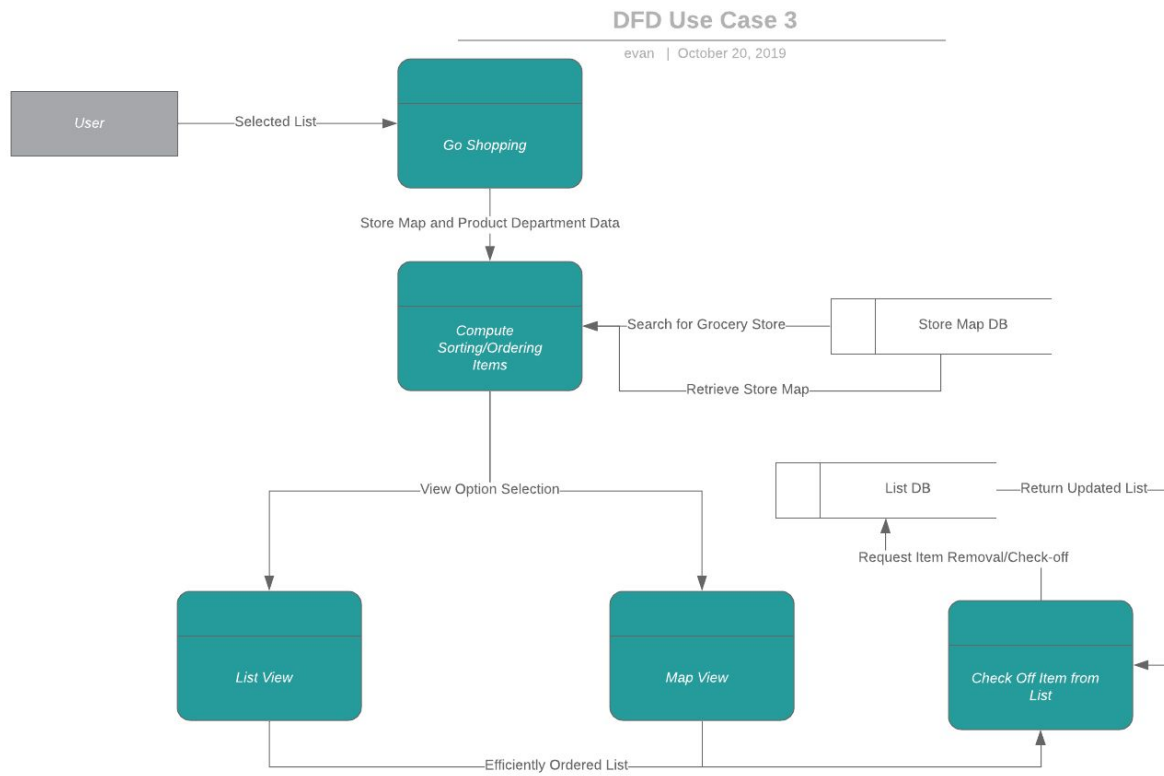 DFD Use Case 3
evan | October 20, 2019
User
Selected List
Go Shopping
Store Map and Product Department Data
Compute
Sorting/Ordering
Items
Search for Grocery Store
Store Map DB
Retrieve Store Map
View Option Selection
List DB
Return Updated List
Request Item Removal/Check-off
List View
Map View
Check Off Item from
List
Efficiently Ordered List